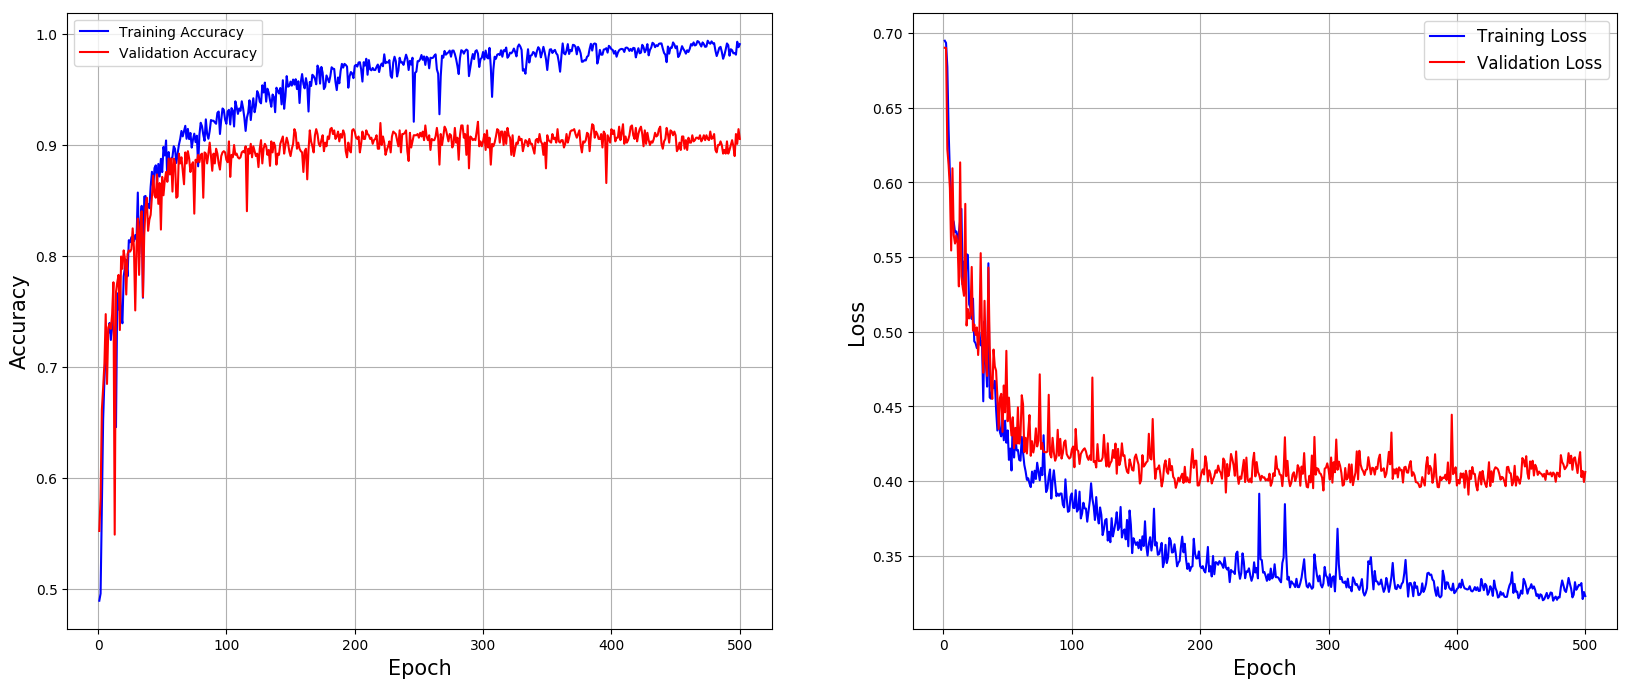 Training Accuracy
Validation Accuracy
1.0
0.9
0.8
0.7
0.6
0.5
Accuracy
0 100 200 300 400 500
Epoch
Training Loss
Validation Loss
0.70
0.65
0.60
0.55
0.50
0.45
0.40
0.35
Loss
0 100 200 300 400 500
Epoch